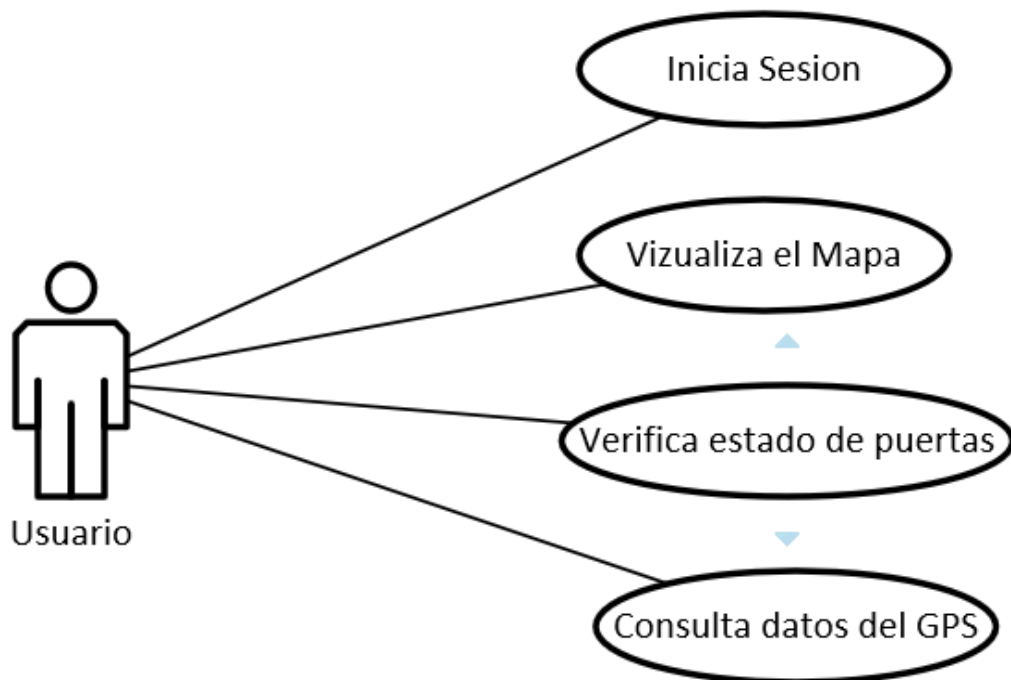 Inicia Sesion
Vizualiza el Mapa
Verifica estado de puertas
Usuario
Consulta datos del GPS